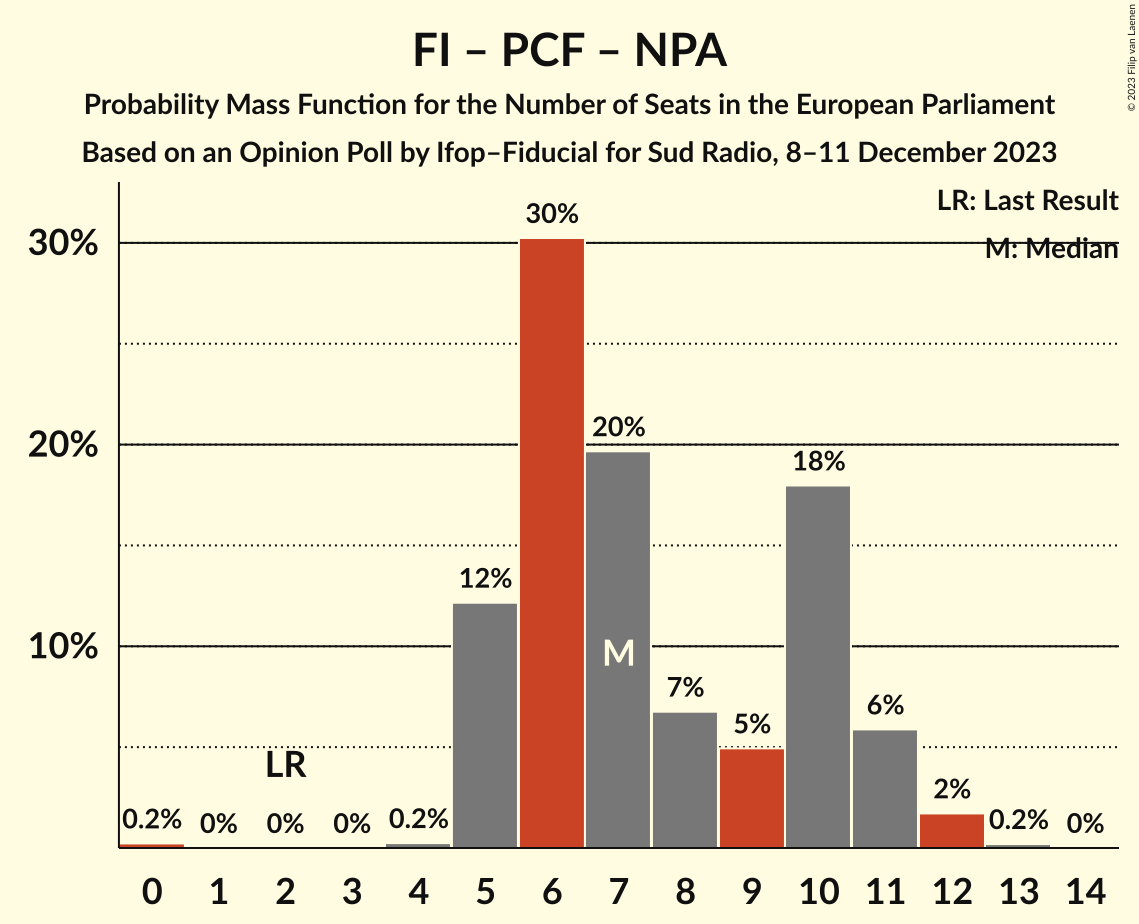 FI – PCF – NPA
Probability Mass Function for the Number of Seats in the European Parliament
Based on an Opinion Poll by Ifop–Fiducial for Sud Radio, 8–11 December 2023
© 2023 Filip van Laenen
LR: Last Result
M: Median
30%
20%
10%
0.2% 0% 0% 0% 0.2% 12% 30% 20% 7% 5% 18% 6% 2% 0.2% 0%
LR
M
0 1 2 3 4 5 6 7 8 9 10 11 12 13 14